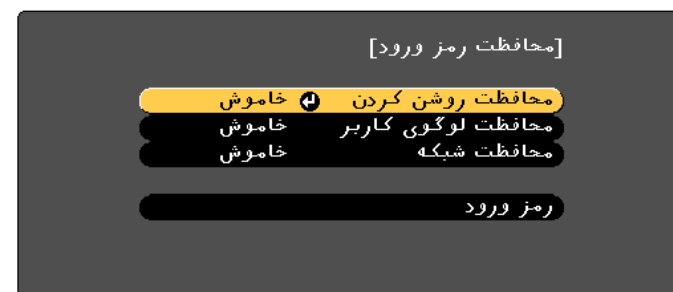 [محافظت رمز ورود]
محافظت روشن کردن خاموش
محافظت لوگوی کاربر خاموش
محافظت شبکه خاموش
رمز ورود